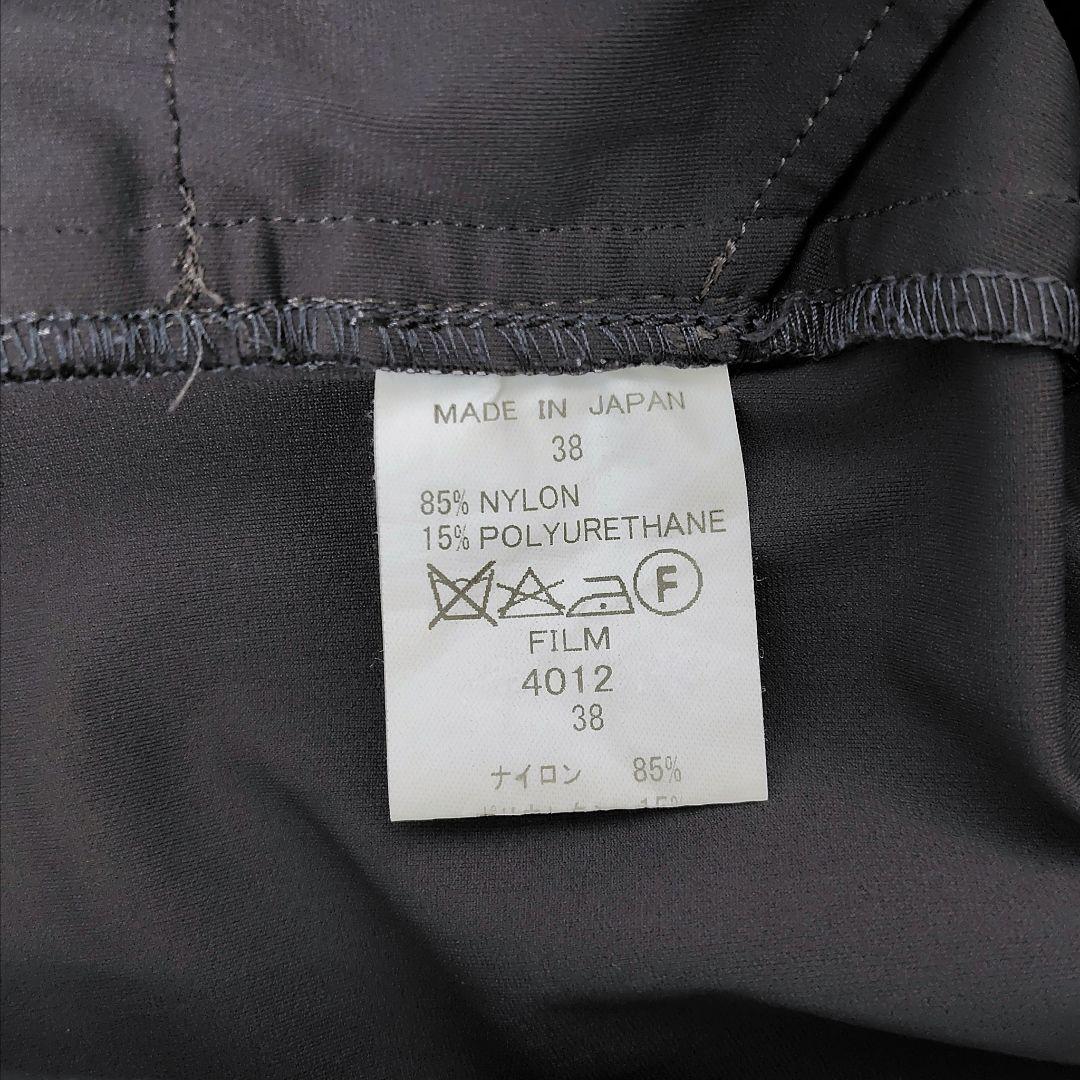 MADE IN JAPAN
38
85% NYLON
15% POLYURETHANE
F
FILM
4012
38
ナイロン 85%